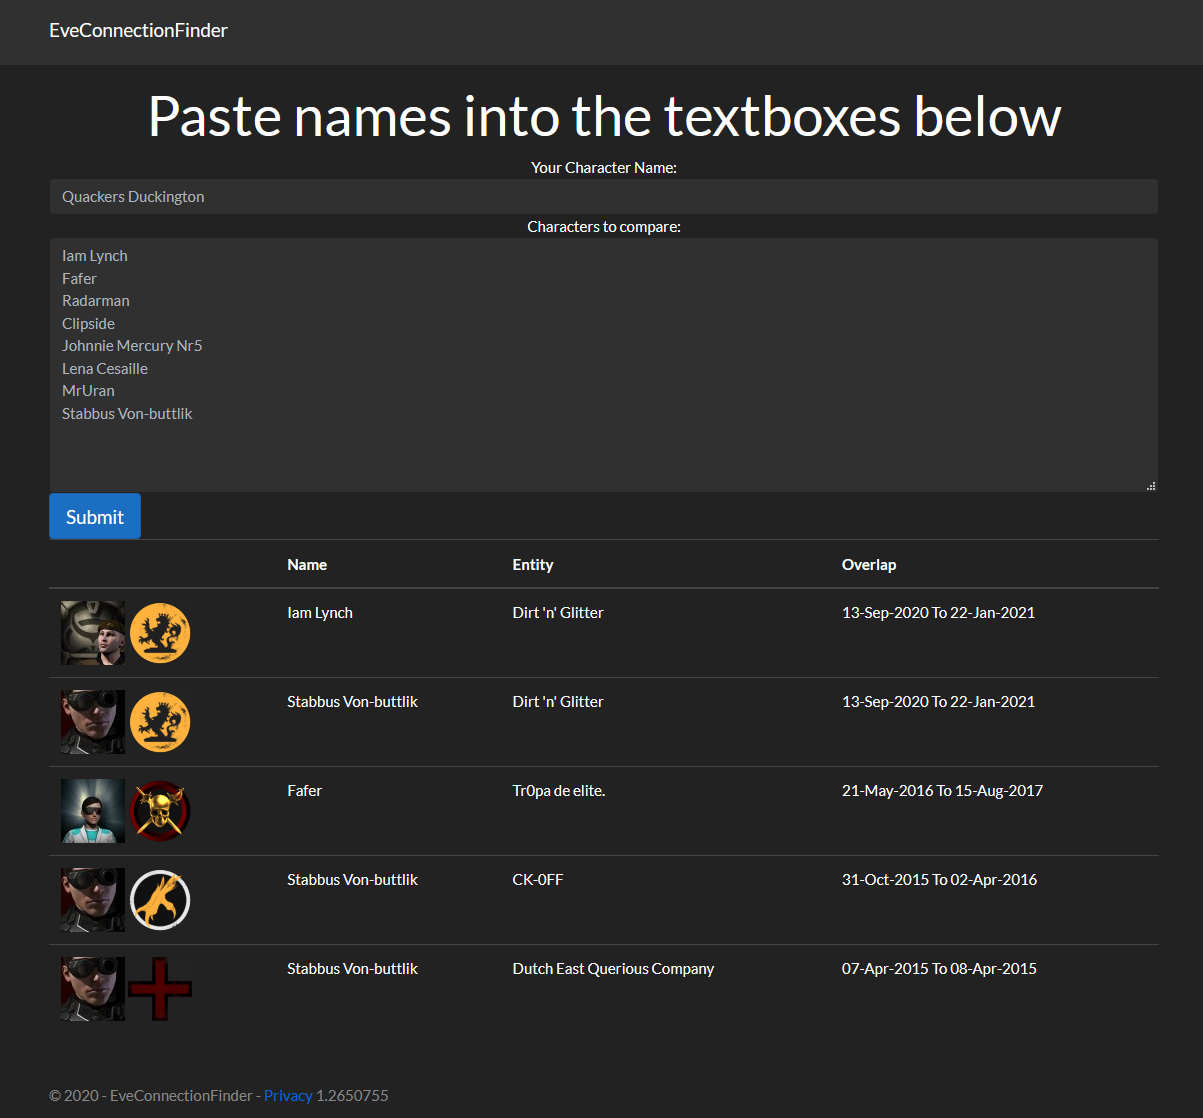 EveConnectionFinder
Paste names into the textboxes below
Your Character Name:
Quackers Duckington
Characters to compare:
Iam Lynch
Fafer
Radarman
Clipside
Johnnie Mercury Nr5
Lena Cesaille
MrUran
Stabbus Von-buttlik
Submit
Name Entity Overlap
Iam Lynch Dirt 'n' Glitter 13-Sep-2020 To 22-Jan-2021
Stabbus Von-buttlik Dirt 'n' Glitter 13-Sep-2020 To 22-Jan-2021
Fafer Tr0pa de elite. 21-May-2016 To 15-Aug-2017
Stabbus Von-buttlik CK-0FF 31-Oct-2015 To 02-Apr-2016
Stabbus Von-buttlik Dutch East Querious Company 07-Apr-2015 To 08-Apr-2015
© 2020 - EveConnectionFinder - Privacy 1.2650755